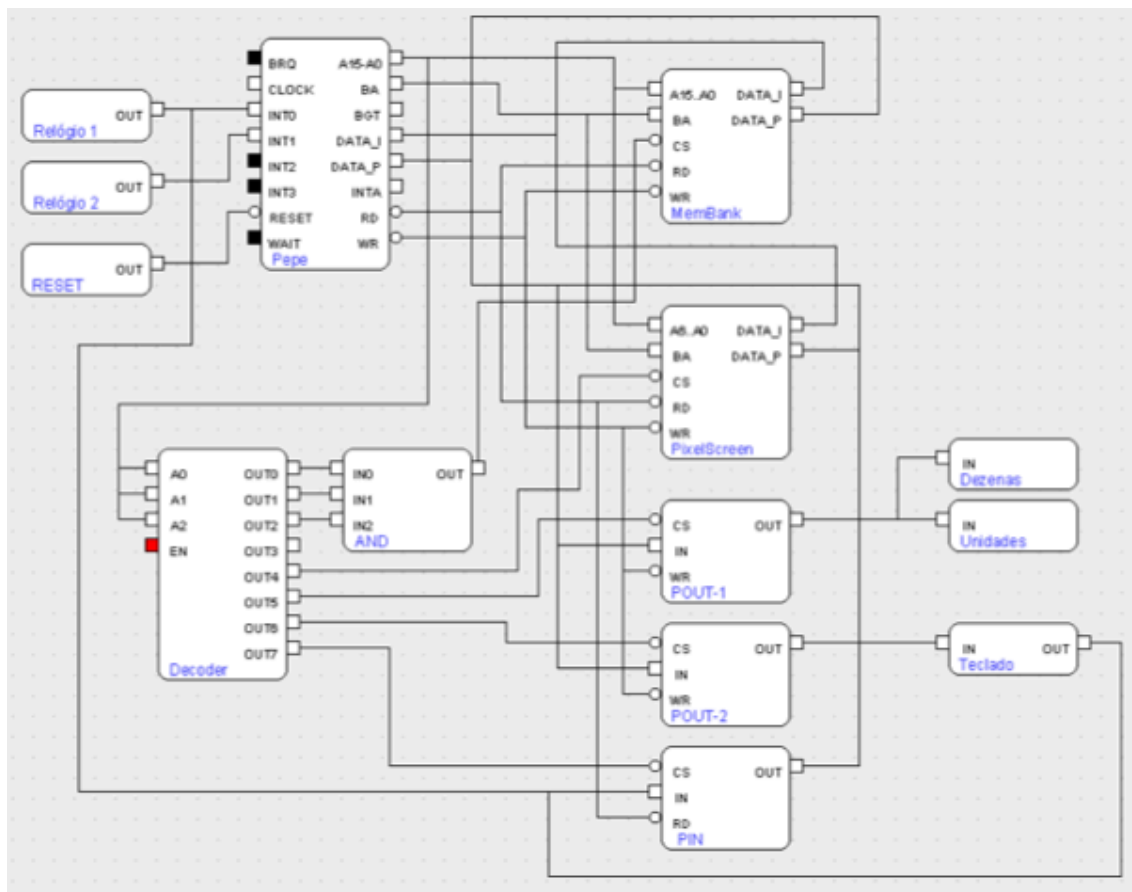 BRQ
CLOCK
INT0
INT1
INT2
INT3
RESET
WAIT
A15-A0
BA
BGT
DATA_I
DATA_P
INTA
RD
WR
Pepe
OUT
Relógio 1
OUT
Relógio 2
OUT
RESET
A15..A0
BA
CS
RD
WR
DATA_I
DATA_P
MemBank
A6..A0
BA
CS
RD
WR
DATA_I
DATA_P
PixelScreen
A0
A1
A2
EN
OUT0
OUT1
OUT2
OUT3
OUT4
OUT5
OUT6
OUT7
Decoder
IN0
IN1
IN2
OUT
AND
CS
IN
WR
OUT
POUT-1
IN
Dezenas
IN
Unidades
CS
IN
WR
OUT
POUT-2
IN
OUT
Teclado
CS
IN
RD
OUT
PIN